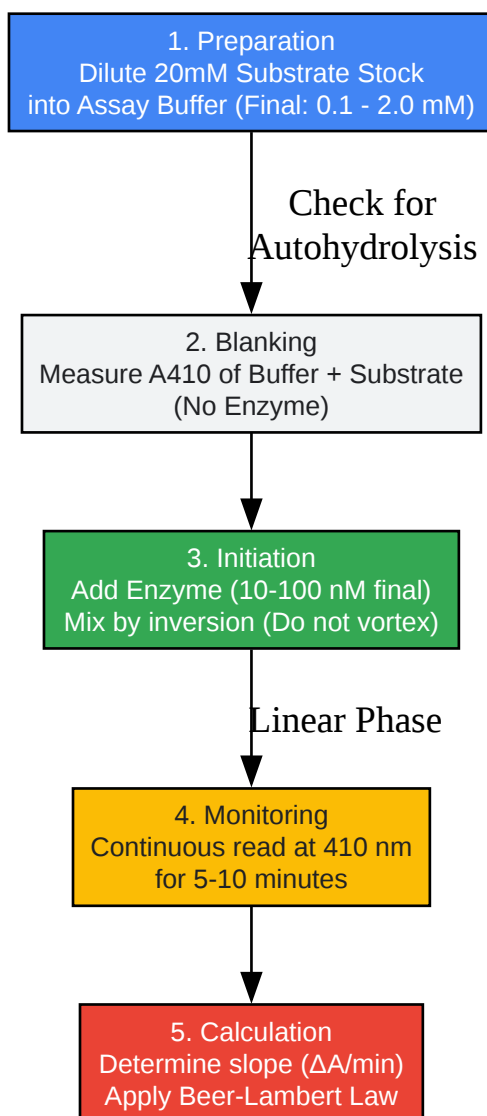 1. Preparation
Dilute 20mM Substrate Stock
into Assay Buffer (Final: 0.1 - 2.0 mM)
Check for
Autohydrolysis
2. Blanking
Measure A410 of Buffer + Substrate
(No Enzyme)
3. Initiation
Add Enzyme (10-100 nM final)
Mix by inversion (Do not vortex)
Linear Phase
4. Monitoring
Continuous read at 410 nm
for 5-10 minutes
5. Calculation
Determine slope (ΔA/min)
Apply Beer-Lambert Law